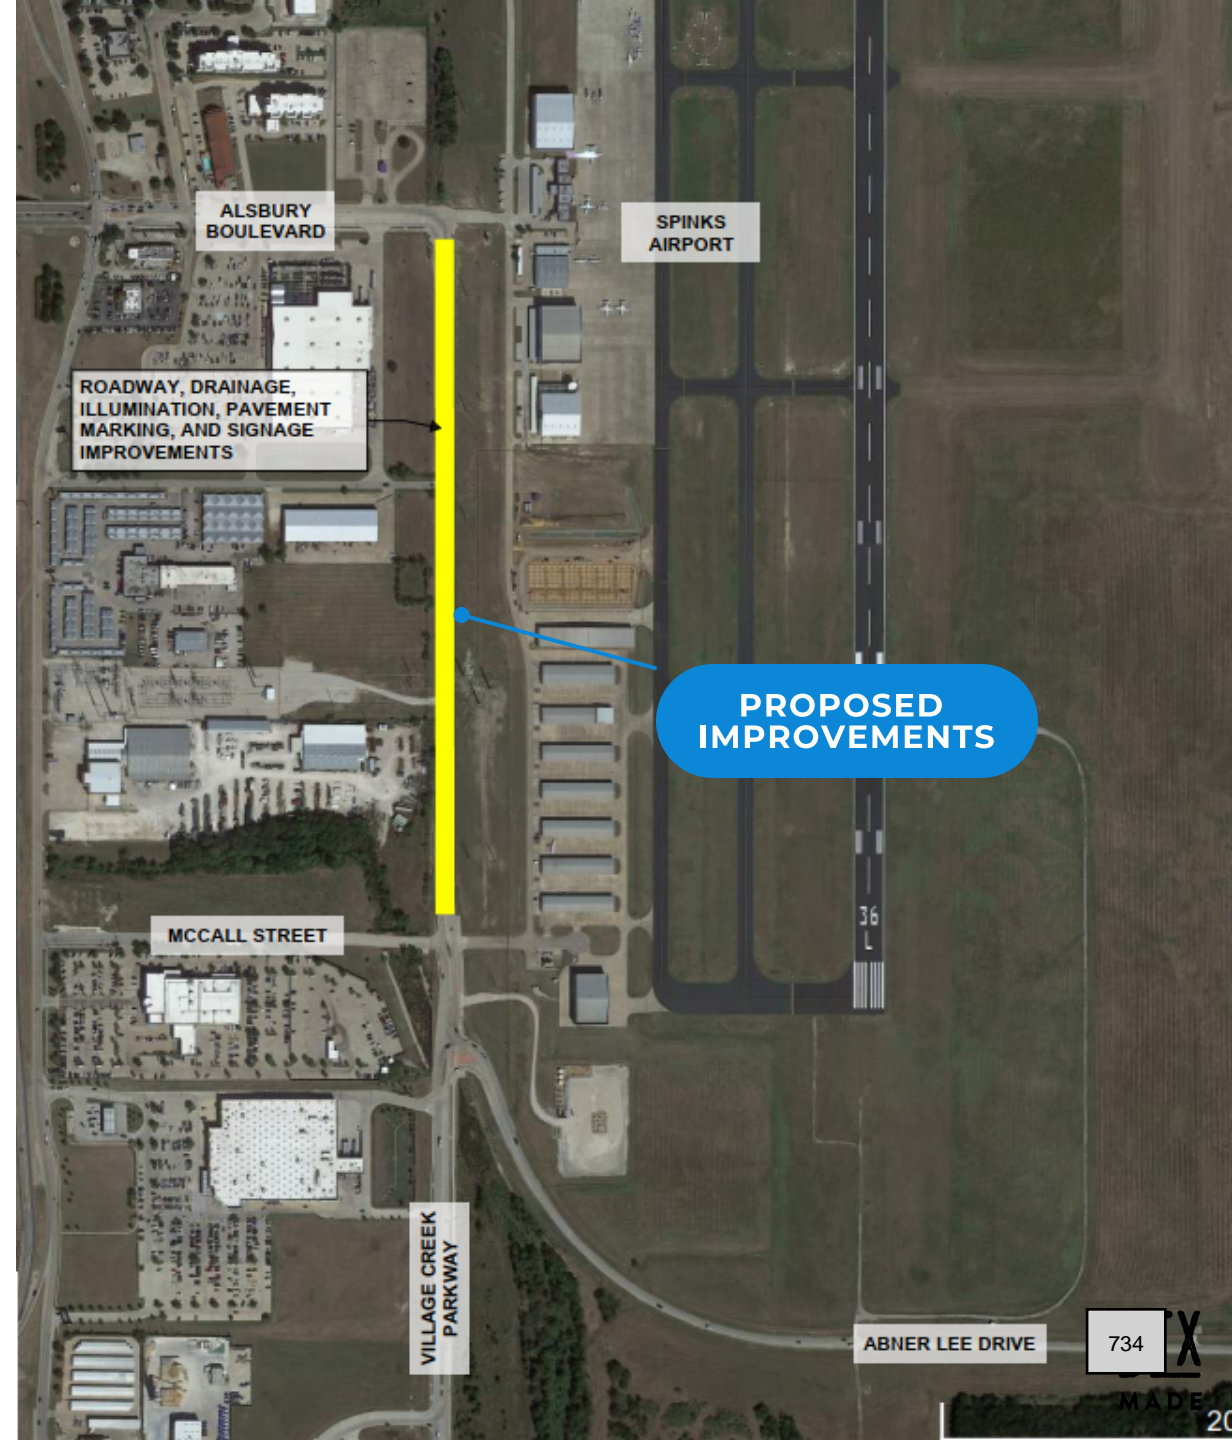 ALSBURY
BOULEVARD
SPINKS
AIRPORT
ROADWAY, DRAINAGE,
ILLUMINATION, PAVEMENT
MARKING, AND SIGNAGE
IMPROVEMENTS
PROPOSED
IMPROVEMENTS
36
L
MCCALL STREET
VILLAGE CREEK
PARKWAY
ABNER LEE DRIVE
734
X
MADE
20